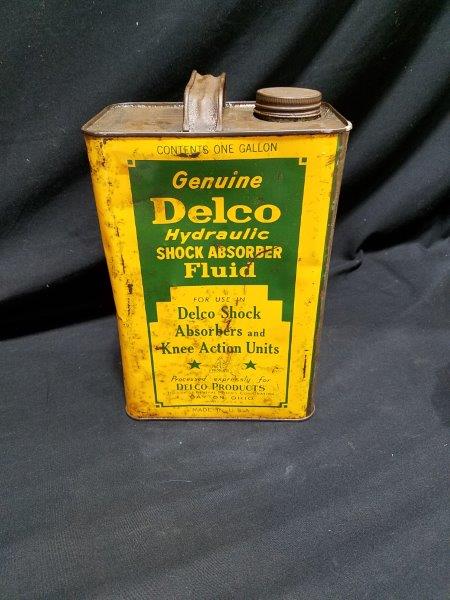 CONTENTS ONE GALLON
Genuine
Delco
Hydraulic
SHOCK ABSORBER
Fluid
FOR USE IN
Delco Shock
Absorbers and
Knee Action Units
Processed expressly for
DELCO PRODUCTS
DAYTON, OHIO
MADE IN U.S.A.